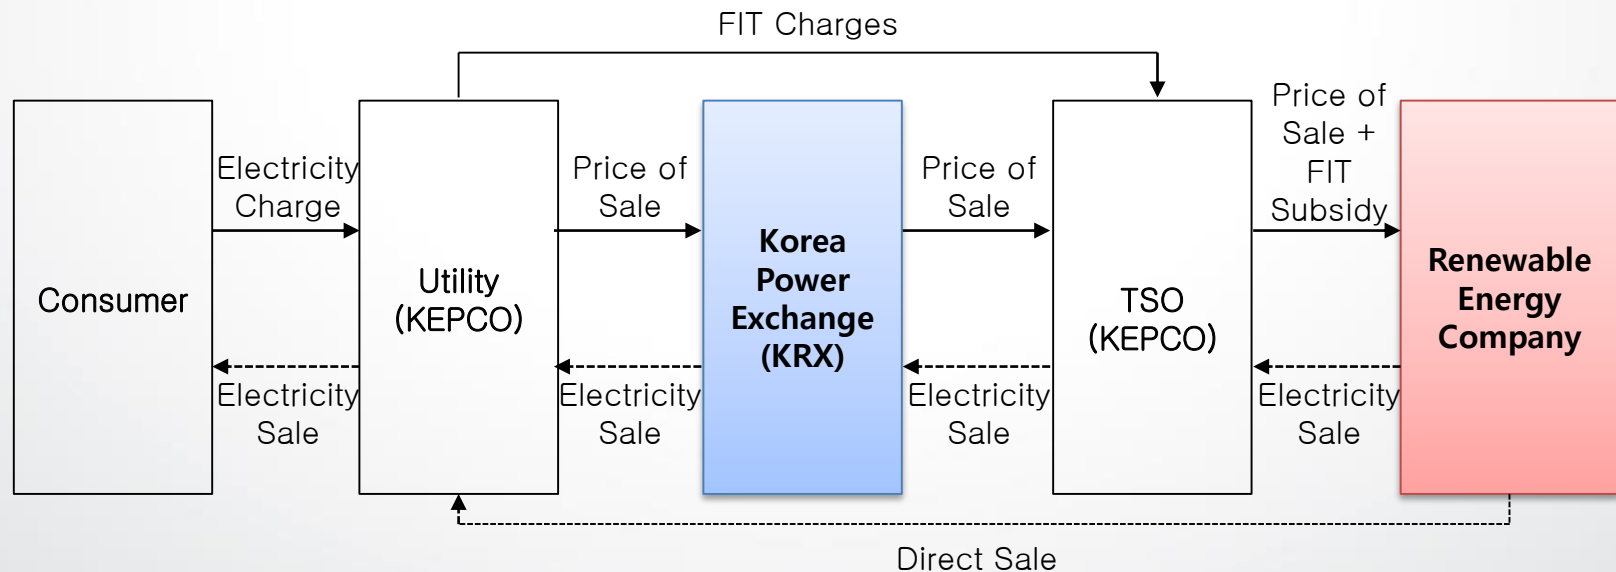 FIT Charges
Electricity
Charge
Price of
Sale
Price of
Sale
Price of
Sale +
FIT
Subsidy
Consumer
Utility
(KEPCO)
Korea
Power
Exchange
(KRX)
TSO
(KEPCO)
Renewable
Energy
Company
Electricity
Sale
Electricity
Sale
Electricity
Sale
Electricity
Sale
Direct Sale